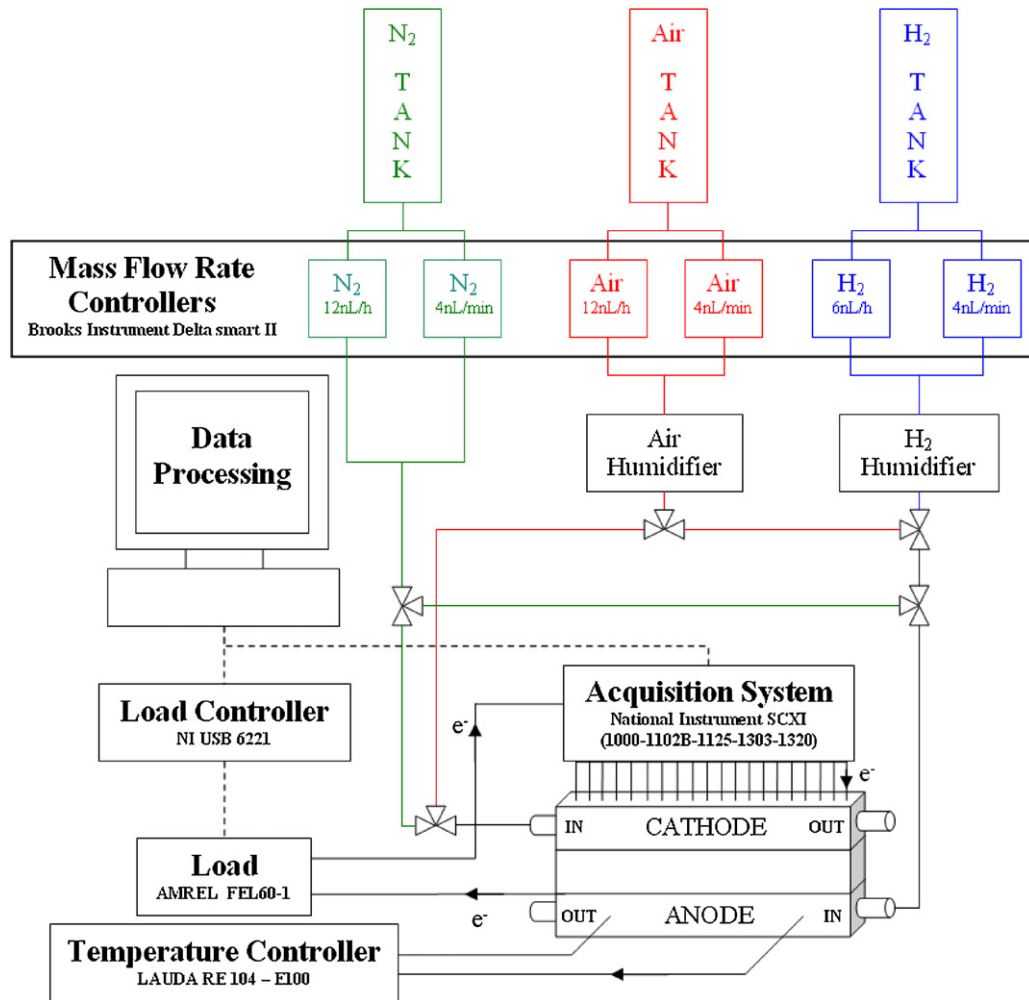 N2
T
A
N
K
Air
T
A
N
K
H2
T
A
N
K
Mass Flow Rate
Controllers
Brooks Instrument Delta smart II
N2
12nL/h
N2
4nL/min
Air
12nL/h
Air
4nL/min
H2
6nL/h
H2
4nL/min
Data
Processing
Air
Humidifier
H2
Humidifier
Load Controller
NI USB 6221
Acquisition System
National Instrument SCXI
(1000-1102B-1125-1303-1320)
e-
e-
IN
CATHODE
OUT
Load
AMREL FEL60-1
e-
OUT
ANODE
IN
Temperature Controller
LAUDA RE 104 – E100